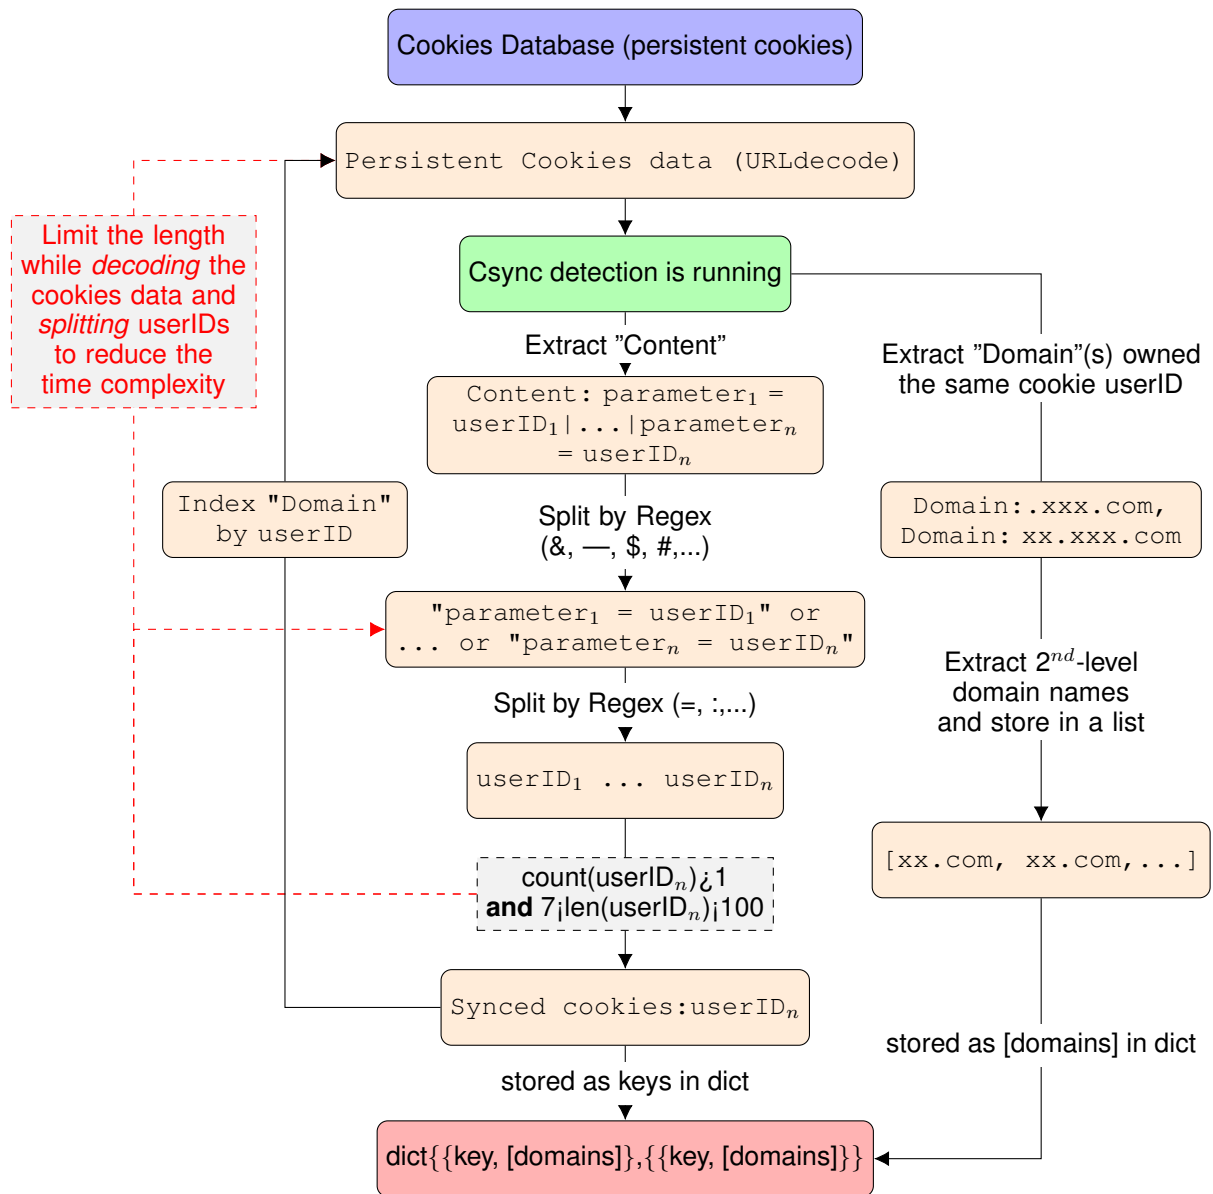 Cookies Database (persistent cookies)
Persistent Cookies data (URLdecode)
Limit the length
while decoding the
cookies data and
splitting userIDs
to reduce the
time complexity
Csync detection is running
Extract ”Content”
Extract ”Domain”(s) owned
the same cookie userID
Content: parameter₁ =
userID₁|...|parameterₙ
= userIDₙ
Index "Domain"
by userID
Domain:.xxx.com,
Domain: xx.xxx.com
Split by Regex
(&, —, $, #,...)
"parameter₁ = userID₁" or
... or "parameterₙ = userIDₙ"
Extract 2ⁿᵈ-level
domain names
and store in a list
Split by Regex (=, :,...)
userID₁ ... userIDₙ
[xx.com, xx.com,...]
count(userIDₙ)¿1
and 7¡len(userIDₙ)¡100
Synced cookies:userIDₙ
stored as [domains] in dict
stored as keys in dict
dict{{key, [domains]},{{key, [domains]}}